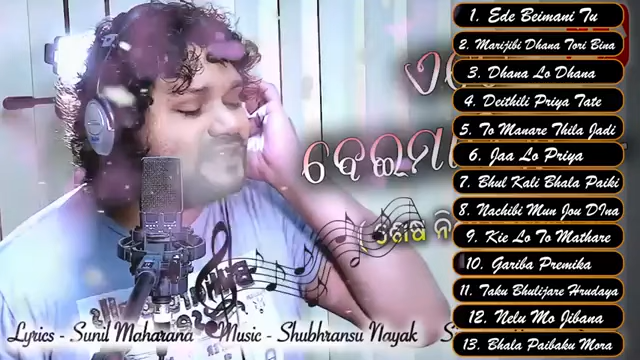 1. Ede Beimani Tu
2. Marijibi Dhana Tori Bina
3. Dhana Lo Dhana
4. Deithili Priya Tate
5. To Manare Thila Jadi
6. Jaa Lo Priya
7. Bhul Kali Bhala Paiki
8. Nachibi Mun Jou DIna
9. Kie Lo To Mathare
10. Gariba Premika
11. Taku Bhulijare Hrudaya
12. Nelu Mo Jibana
13. Bhala Paibaku Mora
Lyrics - Sunil Maharana Music - Shubhransu Nayak